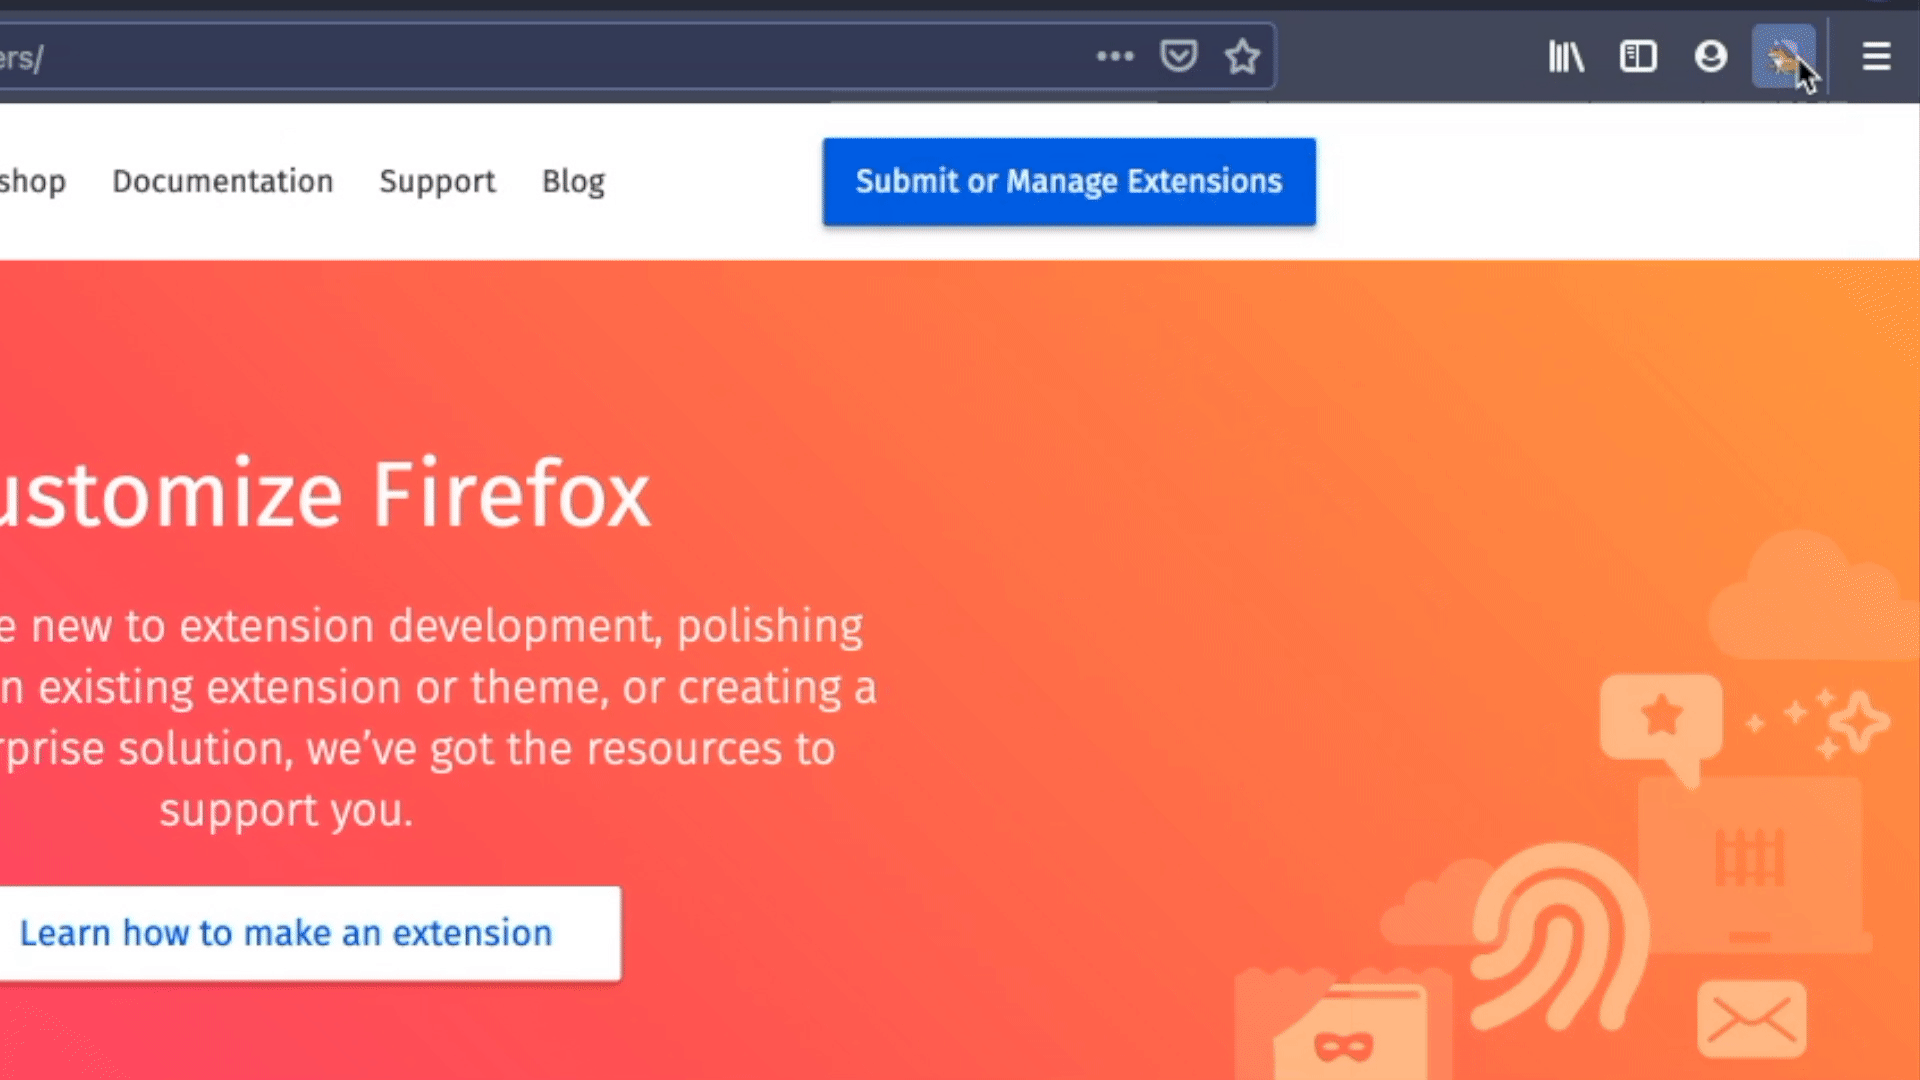 ers/
shop Documentation Support Blog Submit or Manage Extensions
ustomize Firefox
e new to extension development, polishing
n existing extension or theme, or creating a
rprise solution, we’ve got the resources to
support you.
Learn how to make an extension